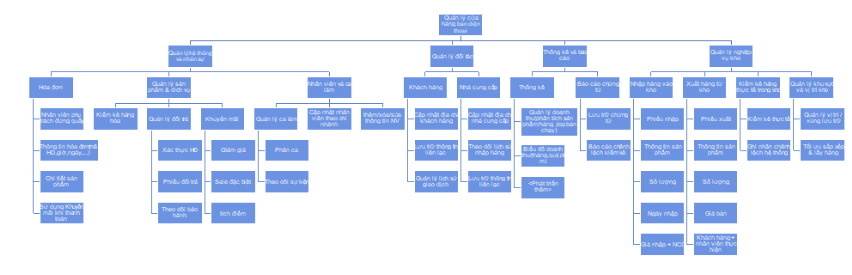 Quản lý cửa
hàng bán điện
thoại
Quản lý hệ thống
và nhân sự
Quản lý đối tác
Thống kê và báo
cáo
Quản lý nghiệp
vụ kho
Hóa đơn
Quản lý sản
phẩm & dịch vụ
Nhân viên và ca
làm
Khách hàng
Nhà cung cấp
Thống kê
Báo cáo chứng
từ
Nhập hàng vào
kho
Xuất hàng từ
kho
Kiểm kê hàng
thực tế trong kho
Quản lý khu vực
và vị trí kho
Nhân viên phụ
trách đứng quầy
Thông tin hóa đơn
HĐ,giờ,ngày,...)
Chi tiết sản
phẩm
Sử dụng Khuyến
mãi khi thanh
toán
Kiểm kê hàng
hóa
Quản lý đổi trả
Khuyến mãi
Xác thực HĐ
Phiếu đổi trả
Theo dõi bảo
hành
Giảm giá
Sale đặc biệt
tích điểm
Quản lý ca làm
Cập nhật nhân
viên theo chi
nhánh
thêm/xóa/sửa
thông tin NV
Phân ca
Theo dõi sự kiện
Cập nhật địa chỉ
khách hàng
Lưu trữ thông tin
liên lạc
Quản lý lịch sử
giao dịch
Cập nhật địa chỉ
nhà cung cấp
Theo dõi lịch sử
nhập hàng
Lưu trữ thông tin
liên lạc
Quản lý doanh
thu(phân tích sản
phẩm/hàng ,top bán
chạy)
Biểu đồ doanh
<Phát triển
thêm>
Lưu trữ chứng
từ
Báo cáo chênh
lệch kiểm kê
Phiếu nhập
Thông tin sản
phẩm
Số lượng
Ngày nhập
Giá nhập + NCC
Phiếu xuất
Thông tin sản
phẩm
Số lượng
Giá bán
Khách hàng +
nhân viên thực
hiện
Kiểm kê thực tế
Ghi nhận chênh
lệch hệ thống
Quản lý vị trí /
vùng lưu trữ
Tối ưu sắp xếp
& lấy hàng